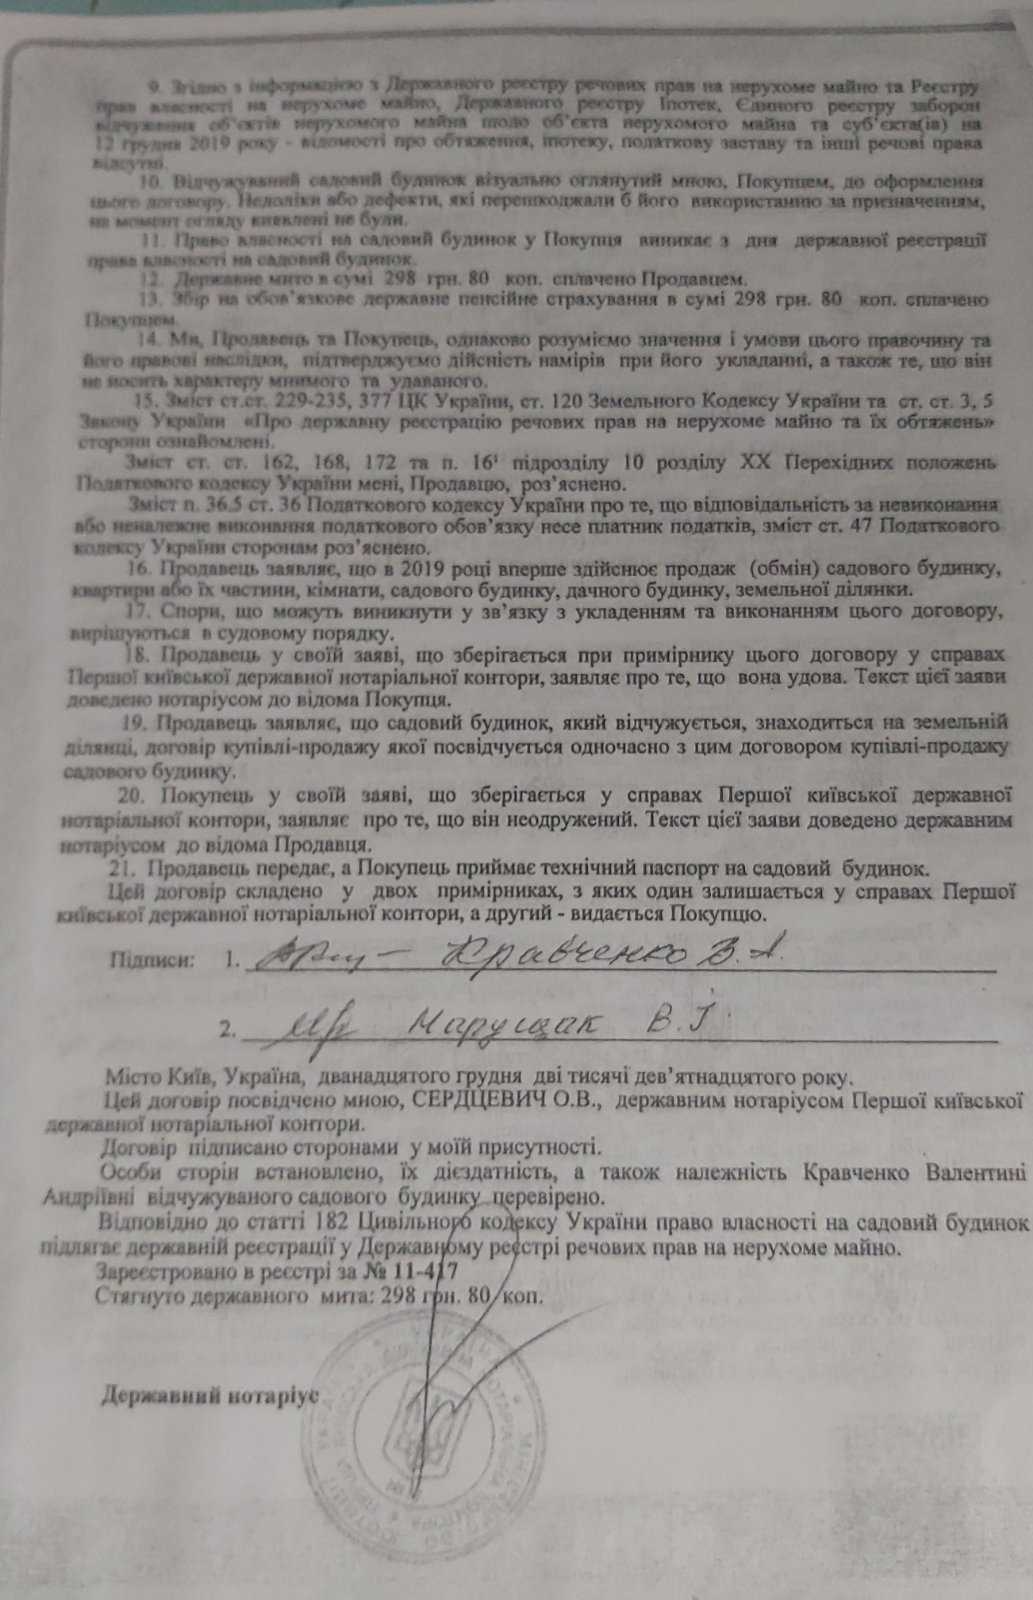 9. Згідно з інформацією з Державного реєстру речових прав на нерухоме майно та Реєстру
прав власності на нерухоме майно, Державного реєстру Іпотек, Єдиного реєстру заборон
відчуження об’єктів нерухомого майна щодо об’єкта нерухомого майна та суб’єкта(ів) на
12 грудня 2019 року - відомості про обтяження, іпотеку, податкову заставу та інші речові права
відсутні.
10. Відчужуваний садовий будинок візуально оглянутий мною, Покупцем, до оформлення
цього договору. Недоліки або дефекти, які перешкоджали б його використанню за призначенням,
на момент огляду виявлені не були.
11. Право власності на садовий будинок у Покупця виникає з дня державної реєстрації
права власності на садовий будинок.
12. Державне мито в сумі 298 грн. 80 коп. сплачено Продавцем.
13. Збір на обов’язкове державне пенсійне страхування в сумі 298 грн. 80 коп. сплачено
Покупцем.
14. Ми, Продавець та Покупець, однаково розуміємо значення і умови цього правочину та
його правові наслідки, підтверджуємо дійсність намірів при його укладанні, а також те, що він
не носить характеру мнимого та удаваного.
15. Зміст ст.ст. 229-235, 377 ЦК України, ст. 120 Земельного Кодексу України та ст. ст. 3, 5
Закону України «Про державну реєстрацію речових прав на нерухоме майно та їх обтяжень»
сторони ознайомлені.
Зміст ст. ст. 162, 168, 172 та п. 16¹ підрозділу 10 розділу XX Перехідних положень
Податкового кодексу України мені, Продавцю, роз’яснено.
Зміст п. 36.5 ст. 36 Податкового кодексу України про те, що відповідальність за невиконання
або неналежне виконання податкового обов’язку несе платник податків, зміст ст. 47 Податкового
кодексу України сторонам роз’яснено.
16. Продавець заявляє, що в 2019 році вперше здійснює продаж (обмін) садового будинку,
квартири або їх частини, кімнати, садового будинку, дачного будинку, земельної ділянки.
17. Спори, що можуть виникнути у зв’язку з укладенням та виконанням цього договору,
вирішуються в судовому порядку.
18. Продавець у своїй заяві, що зберігається при примірнику цього договору у справах
Першої київської державної нотаріальної контори, заявляє про те, що вона удова. Текст цієї заяви
доведено нотаріусом до відома Покупця.
19. Продавець заявляє, що садовий будинок, який відчужується, знаходиться на земельній
ділянці, договір купівлі-продажу якої посвідчується одночасно з цим договором купівлі-продажу
садового будинку.
20. Покупець у своїй заяві, що зберігається у справах Першої київської державної
нотаріальної контори, заявляє про те, що він неодружений. Текст цієї заяви доведено державним
нотаріусом до відома Продавця.
21. Продавець передає, а Покупець приймає технічний паспорт на садовий будинок.
Цей договір складено у двох примірниках, з яких один залишається у справах Першої
київської державної нотаріальної контори, а другий - видається Покупцю.
Підписи: 1. Кравченко В.А.
2. Марущак В.І.
Місто Київ, Україна, дванадцятого грудня дві тисячі дев’ятнадцятого року.
Цей договір посвідчено мною, СЕРДЦЕВИЧ О.В., державним нотаріусом Першої київської
державної нотаріальної контори.
Договір підписано сторонами у моїй присутності.
Особи сторін встановлено, їх дієздатність, а також належність Кравченко Валентині
Андріївні відчужуваного садового будинку перевірено.
Відповідно до статті 182 Цивільного кодексу України право власності на садовий будинок
підлягає державній реєстрації у Державному реєстрі речових прав на нерухоме майно.
Зареєстровано в реєстрі за № 11-417
Стягнуто державного мита: 298 грн. 80 коп.
Державний нотаріус